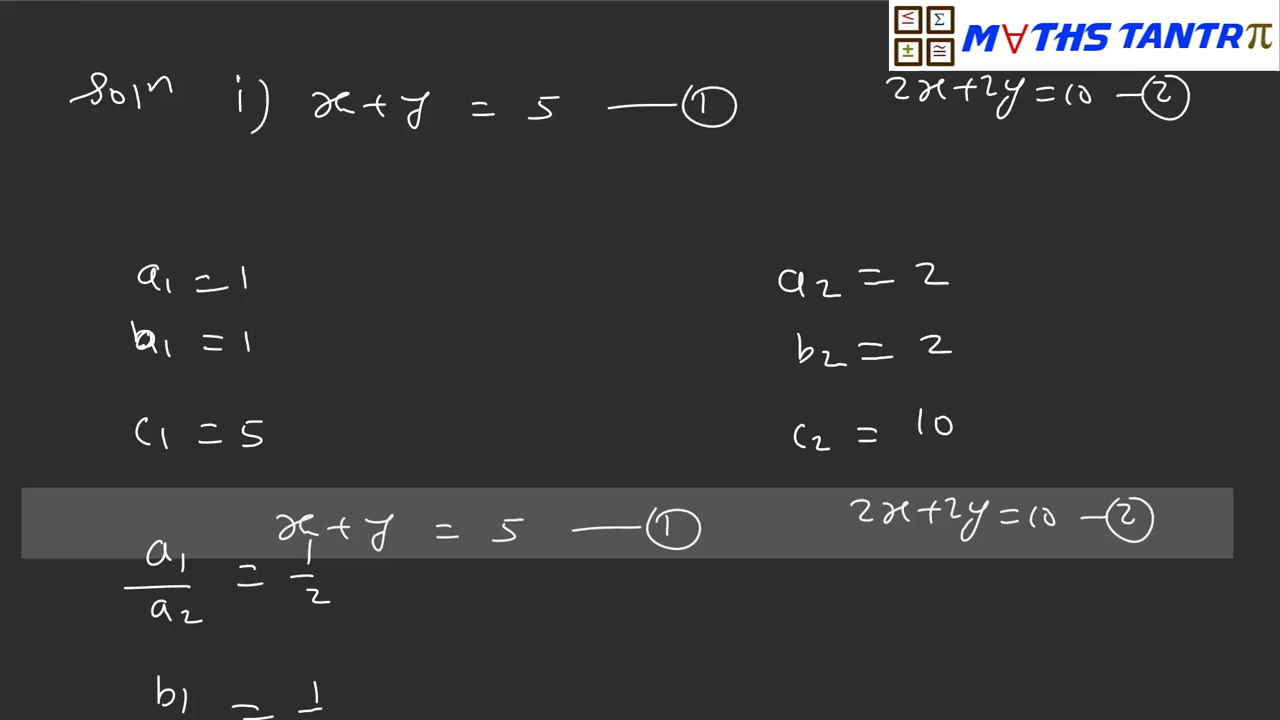 ≤ Σ ± ≅ M∀THS TANTRπ
Soln i) x + y = 5 —① 2x+2y=10 —②
a1 = 1 a2 = 2
b1 = 1 b2 = 2
c1 = 5 c2 = 10
x + y = 5 —① 2x+2y=10 —②
a1/a2 = 1/2
b1 = 1